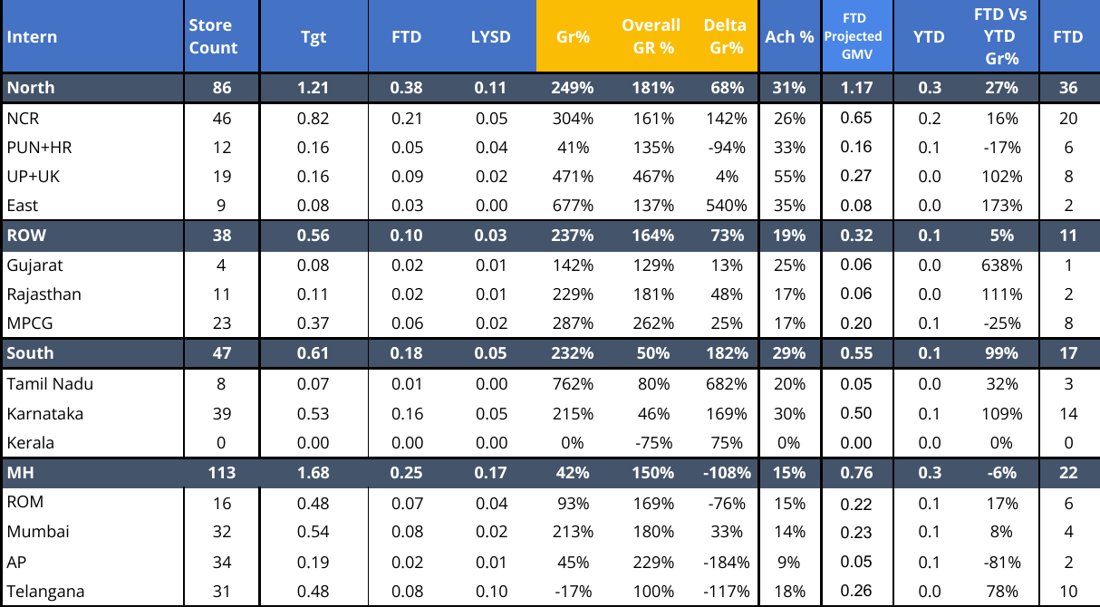 Intern Store Count Tgt FTD LYSD Gr% Overall GR % Delta Gr% Ach % FTD Projected GMV YTD FTD Vs YTD Gr% FTD
North 86 1.21 0.38 0.11 249% 181% 68% 31% 1.17 0.3 27% 36
NCR 46 0.82 0.21 0.05 304% 161% 142% 26% 0.65 0.2 16% 20
PUN+HR 12 0.16 0.05 0.04 41% 135% -94% 33% 0.16 0.1 -17% 6
UP+UK 19 0.16 0.09 0.02 471% 467% 4% 55% 0.27 0.0 102% 8
East 9 0.08 0.03 0.00 677% 137% 540% 35% 0.08 0.0 173% 2
ROW 38 0.56 0.10 0.03 237% 164% 73% 19% 0.32 0.1 5% 11
Gujarat 4 0.08 0.02 0.01 142% 129% 13% 25% 0.06 0.0 638% 1
Rajasthan 11 0.11 0.02 0.01 229% 181% 48% 17% 0.06 0.0 111% 2
MPCG 23 0.37 0.06 0.02 287% 262% 25% 17% 0.20 0.1 -25% 8
South 47 0.61 0.18 0.05 232% 50% 182% 29% 0.55 0.1 99% 17
Tamil Nadu 8 0.07 0.01 0.00 762% 80% 682% 20% 0.05 0.0 32% 3
Karnataka 39 0.53 0.16 0.05 215% 46% 169% 30% 0.50 0.1 109% 14
Kerala 0 0.00 0.00 0.00 0% -75% 75% 0% 0.00 0.0 0% 0
MH 113 1.68 0.25 0.17 42% 150% -108% 15% 0.76 0.3 -6% 22
ROM 16 0.48 0.07 0.04 93% 169% -76% 15% 0.22 0.1 17% 6
Mumbai 32 0.54 0.08 0.02 213% 180% 33% 14% 0.23 0.1 8% 4
AP 34 0.19 0.02 0.01 45% 229% -184% 9% 0.05 0.1 -81% 2
Telangana 31 0.48 0.08 0.10 -17% 100% -117% 18% 0.26 0.1 78% 10